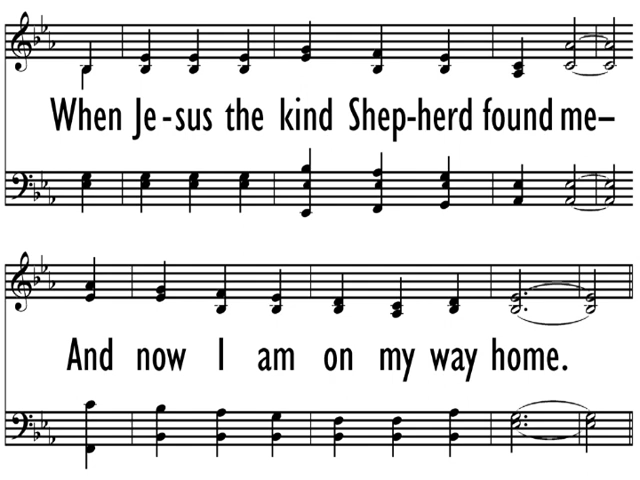 When Je-sus the kind Shep-herd found me–
And now I am on my way home.